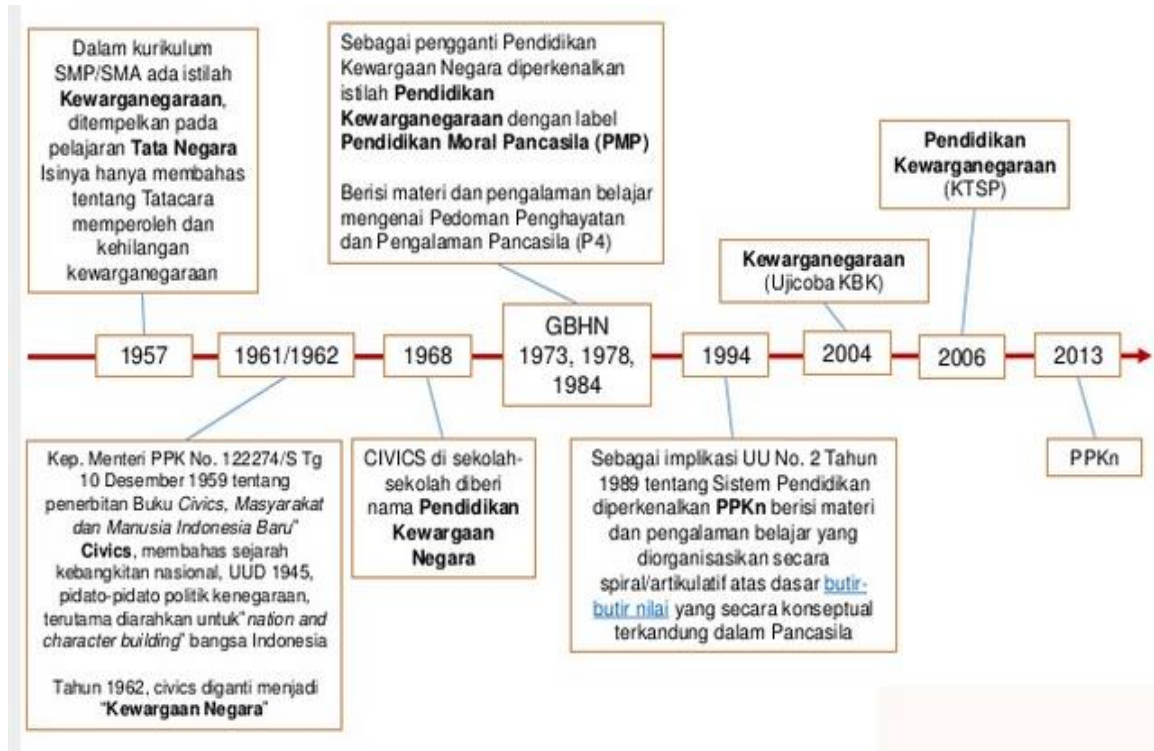 Dalam kurikulum
SMP/SMA ada istilah
Kewarganegaraan,
ditempelkan pada
pelajaran Tata Negara
Isinya hanya membahas
tentang Tatacara
memperoleh dan
kehilangan
kewarganegaraan
Sebagai pengganti Pendidikan
Kewargaan Negara diperkenalkan
istilah Pendidikan
Kewarganegaraan dengan label
Pendidikan Moral Pancasila (PMP)
Berisi materi dan pengalaman belajar
mengenai Pedoman Penghayatan
dan Pengalaman Pancasila (P4)
Kewarganegaraan
(Ujicoba KBK)
Pendidikan
Kewarganegaraan
(KTSP)
1957
1961/1962
1968
GBHN
1973, 1978,
1984
1994
2004
2006
2013
Kep. Menteri PPK No. 122274/S Tg
10 Desember 1959 tentang
penerbitan Buku Civics, Masyarakat
dan Manusia Indonesia Baru"
Civics, membahas sejarah
kebangkitan nasional, UUD 1945,
pidato-pidato politik kenegaraan,
terutama diarahkan untuk"nation and
character building" bangsa Indonesia
Tahun 1962, civics diganti menjadi
"Kewargaan Negara"
CIVICS di sekolah-
sekolah diberi
nama Pendidikan
Kewargaan
Negara
Sebagai implikasi UU No. 2 Tahun
1989 tentang Sistem Pendidikan
diperkenalkan PPKn berisi materi
dan pengalaman belajar yang
diorganisasikan secara
spiral/artikulatif atas dasar butir-
butir nilai yang secara konseptual
terkandung dalam Pancasila
PPKn